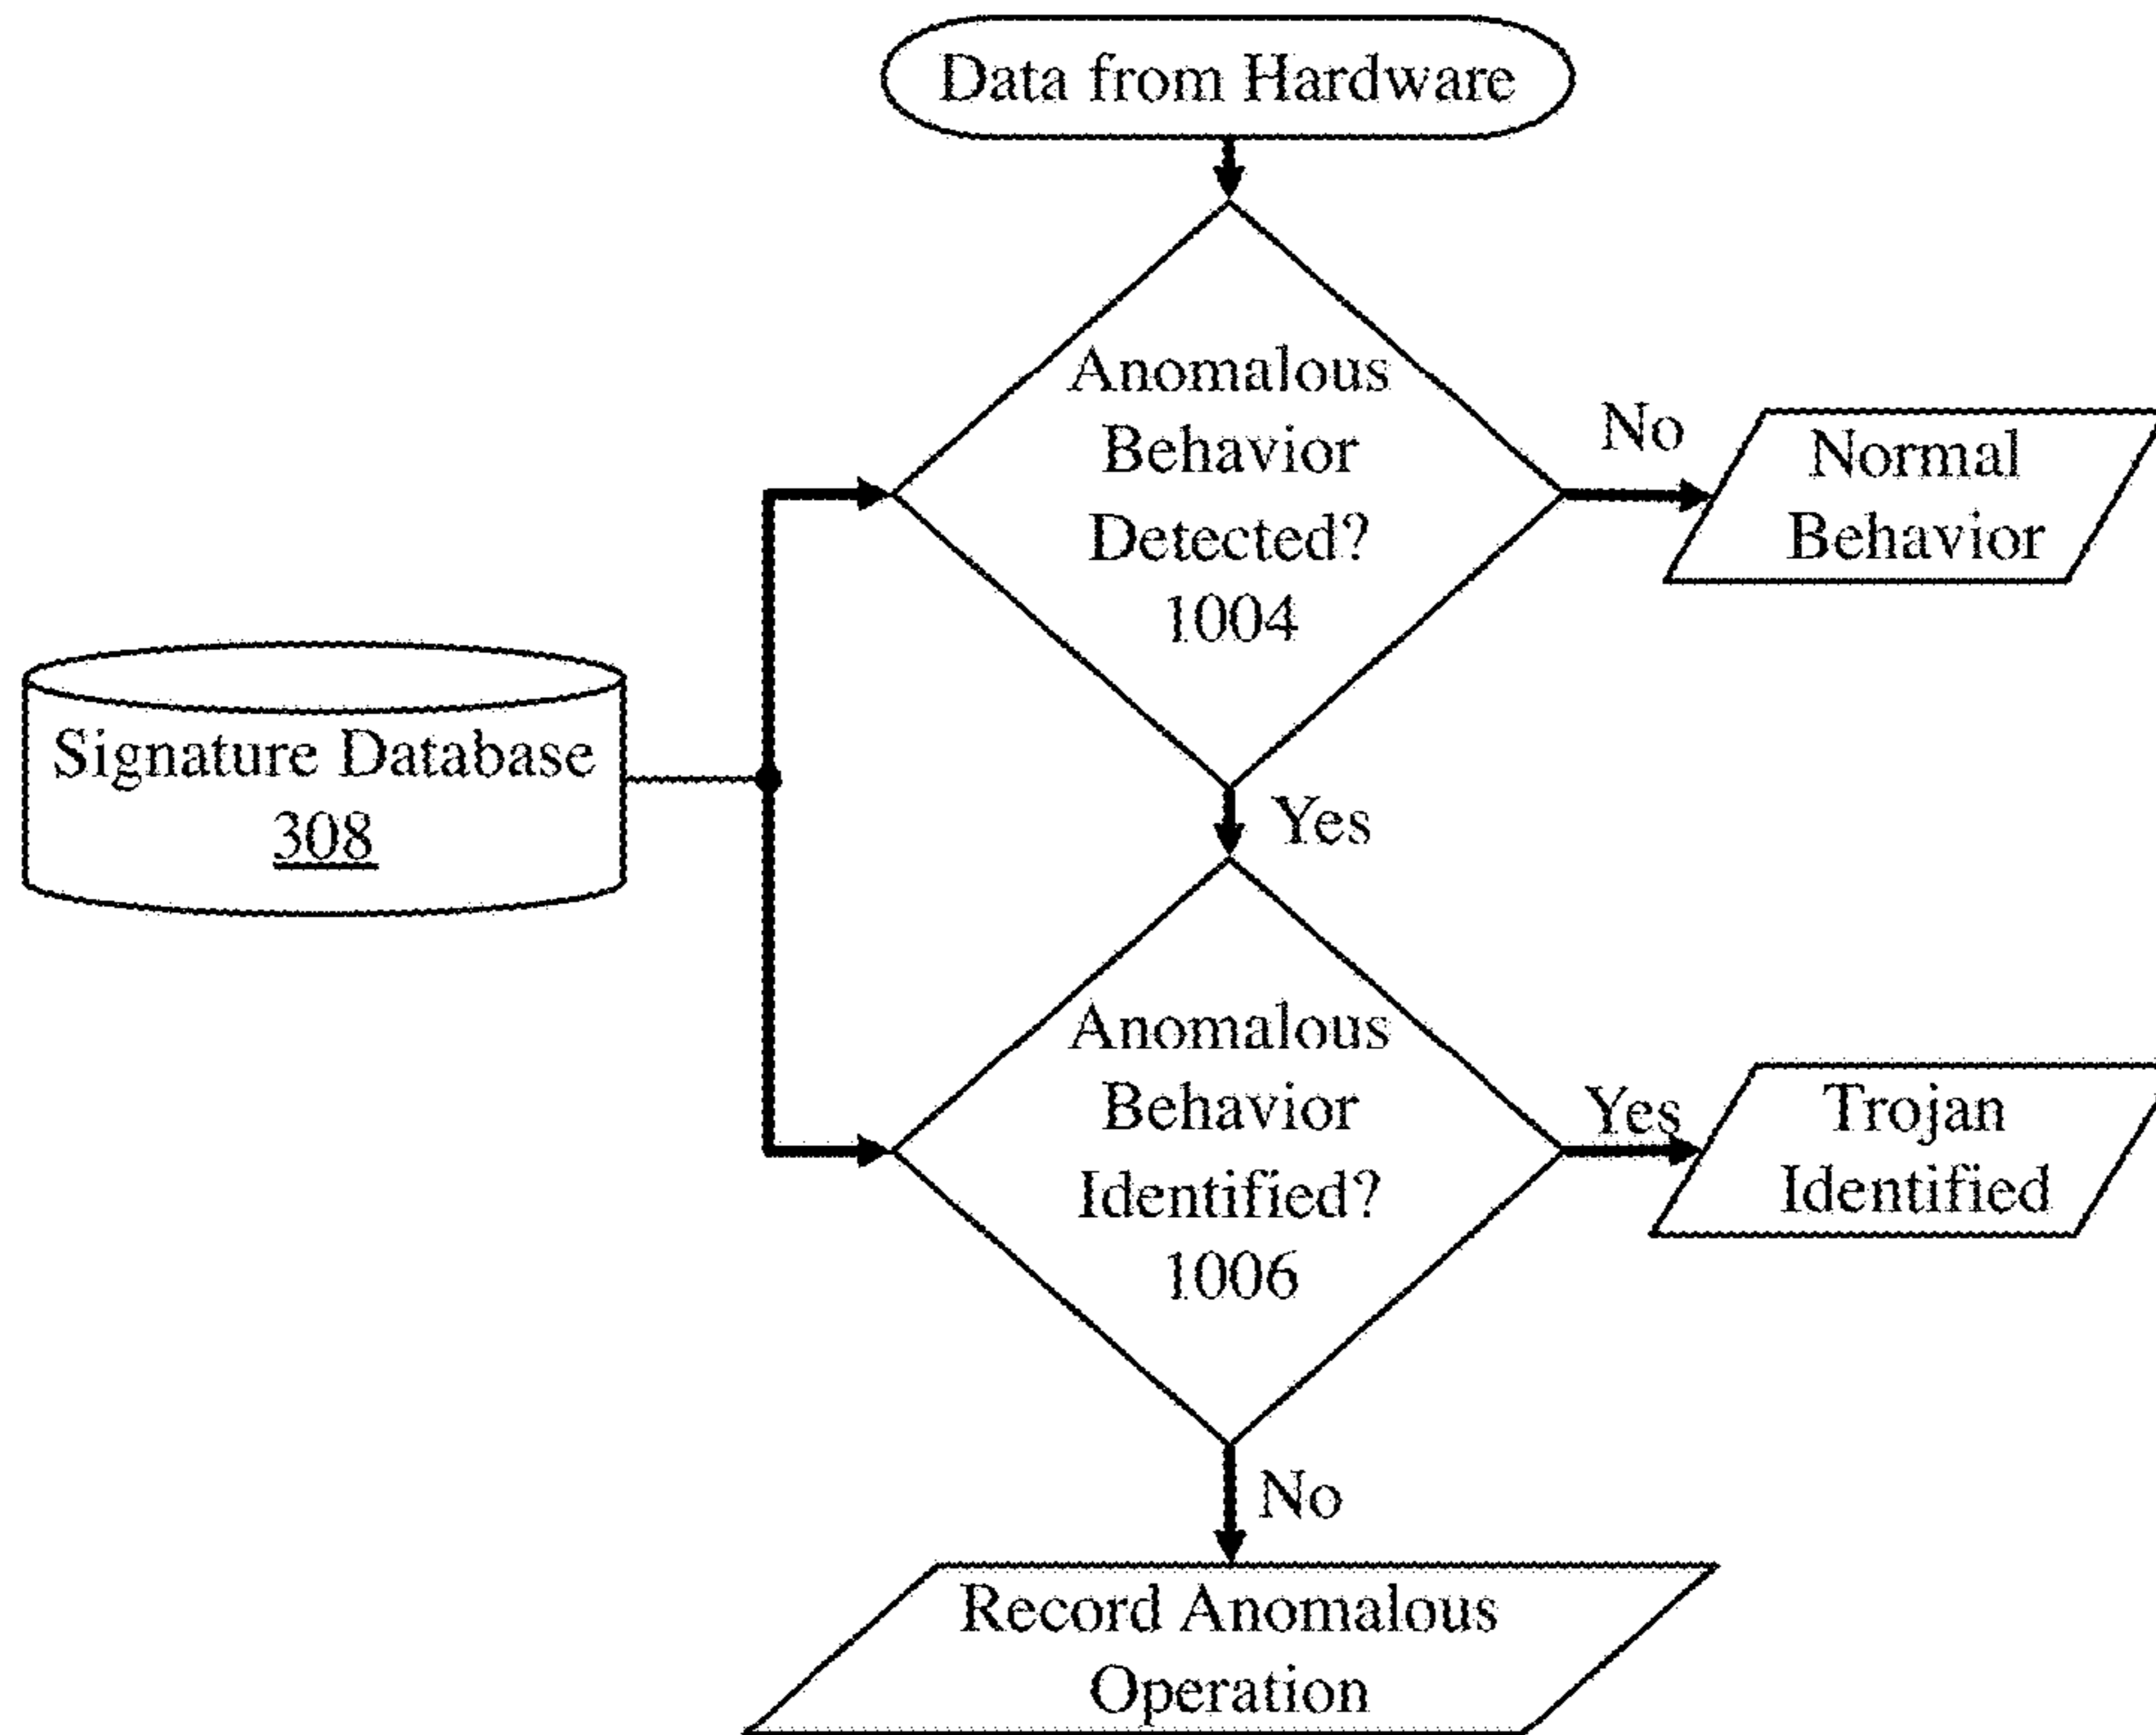 Data from Hardware
Anomalous
Behavior
Detected?
1004
No
Normal
Behavior
Signature Database
308
Yes
Anomalous
Behavior
Identified?
1006
Yes
Trojan
Identified
No
Record Anomalous
Operation